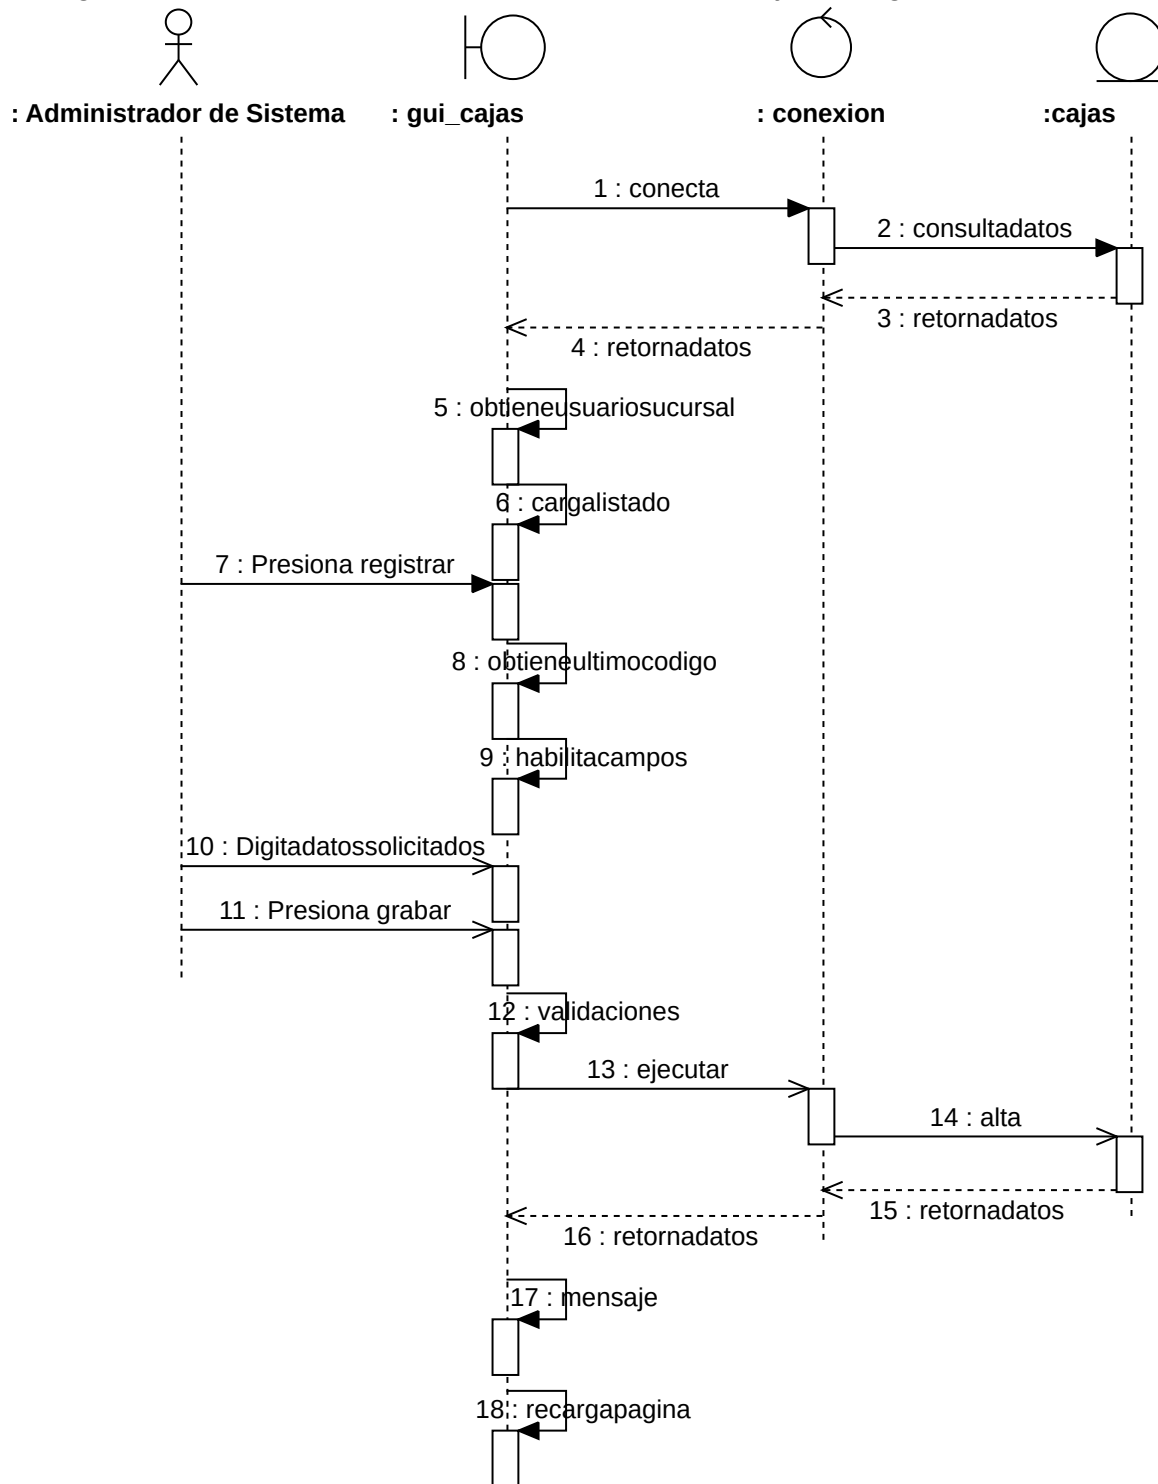 : Administrador de Sistema
: gui_cajas
: conexion
:cajas
1 : conecta
2 : consultadatos
3 : retornadatos
4 : retornadatos
5 : obtieneusuariosucursal
6 : cargalistado
7 : Presiona registrar
8 : obtieneultimocodigo
9 : habilitacampos
10 : Digitadatossolicitados
11 : Presiona grabar
12 : validaciones
13 : ejecutar
14 : alta
15 : retornadatos
16 : retornadatos
17 : mensaje
18 : recargapagina